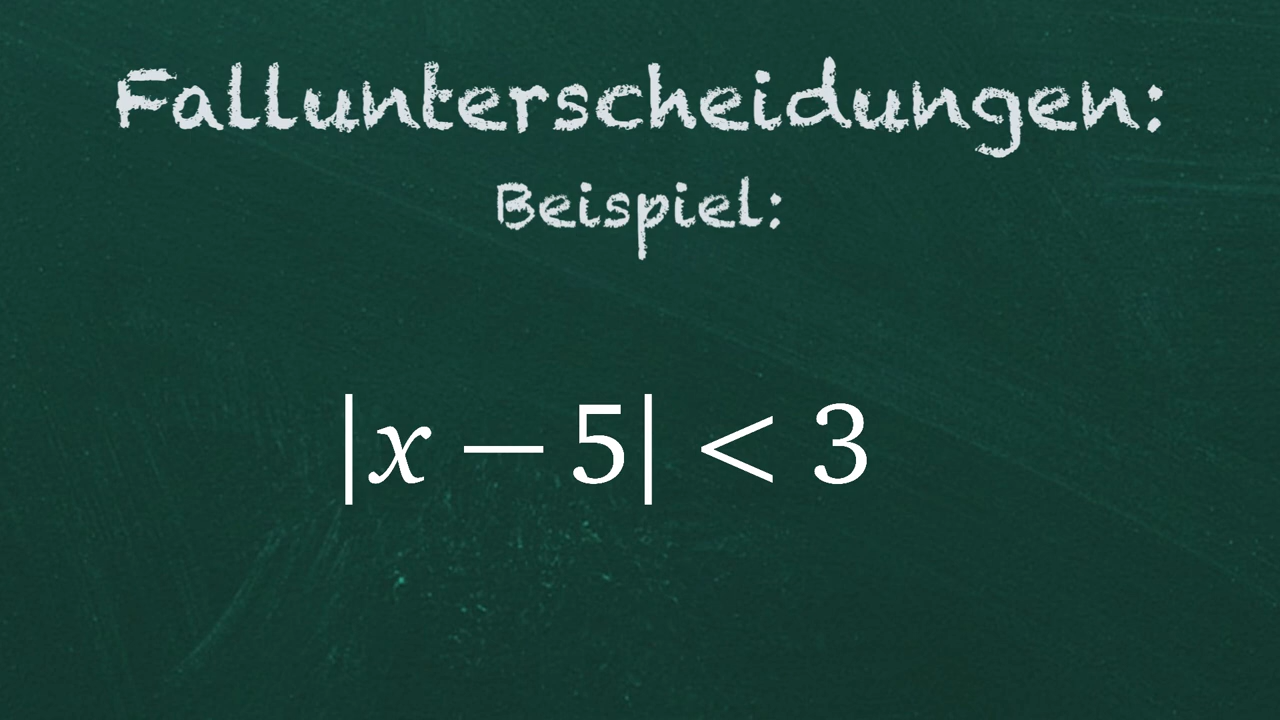 Fallunterscheidungen:
Beispiel:
|x − 5| < 3